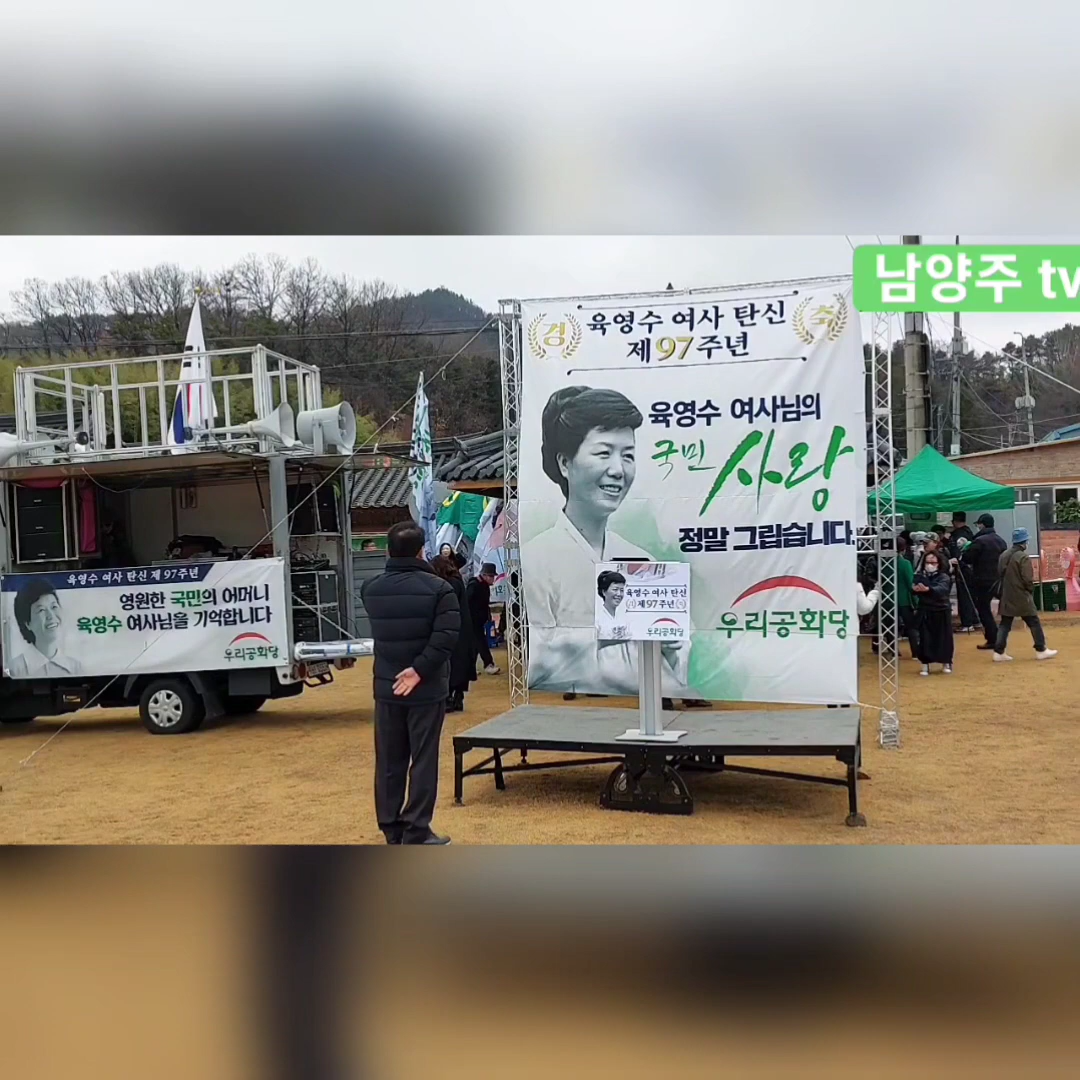 남양주 tv
경
축
육영수 여사 탄신
제97주년
육영수 여사님의
국민 사랑
정말 그립습니다.
우리공화당
육영수 여사 탄신
경 제97주년 축
우리공화당
육영수 여사 탄신 제 97주년
영원한 국민의 어머니
육영수 여사님을 기억합니다
우리공화당